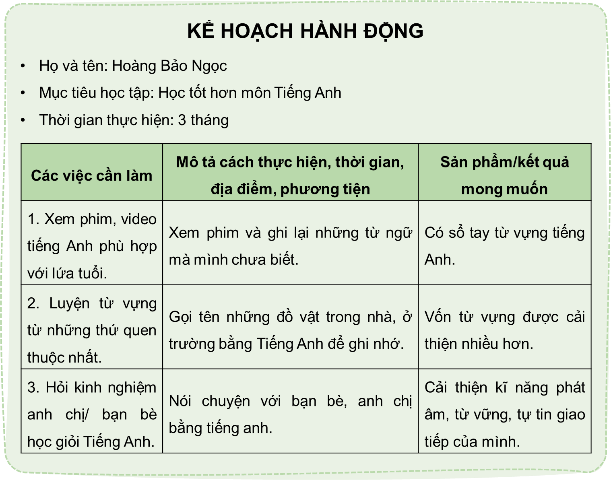 KẾ HOẠCH HÀNH ĐỘNG
• Họ và tên: Hoàng Bảo Ngọc
• Mục tiêu học tập: Học tốt hơn môn Tiếng Anh
• Thời gian thực hiện: 3 tháng
Các việc cần làm
Mô tả cách thực hiện, thời gian,
địa điểm, phương tiện
Sản phẩm/kết quả
mong muốn
1. Xem phim, video
tiếng Anh phù hợp
với lứa tuổi.
Xem phim và ghi lại những từ ngữ
mà mình chưa biết.
Có sổ tay từ vựng tiếng
Anh.
2. Luyện từ vựng
từ những thứ quen
thuộc nhất.
Gọi tên những đồ vật trong nhà, ở
trường bằng Tiếng Anh để ghi nhớ.
Vốn từ vựng được cải
thiện nhiều hơn.
3. Hỏi kinh nghiệm
anh chị/ bạn bè
học giỏi Tiếng Anh.
Nói chuyện với bạn bè, anh chị
bằng tiếng anh.
Cải thiện kĩ năng phát
âm, từ vững, tự tin giao
tiếp của mình.